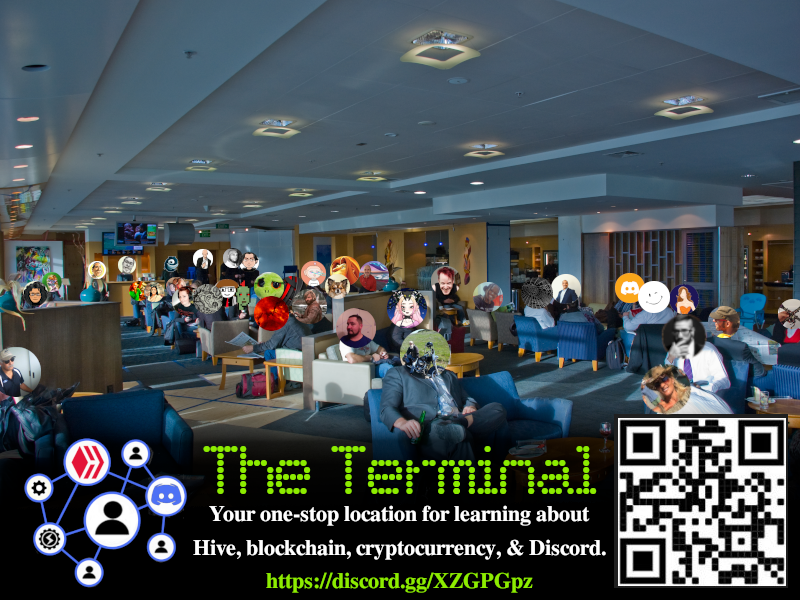 The Terminal
Your one-stop location for learning about
Hive, blockchain, cryptocurrency, & Discord.
https://discord.gg/XZGPGpz